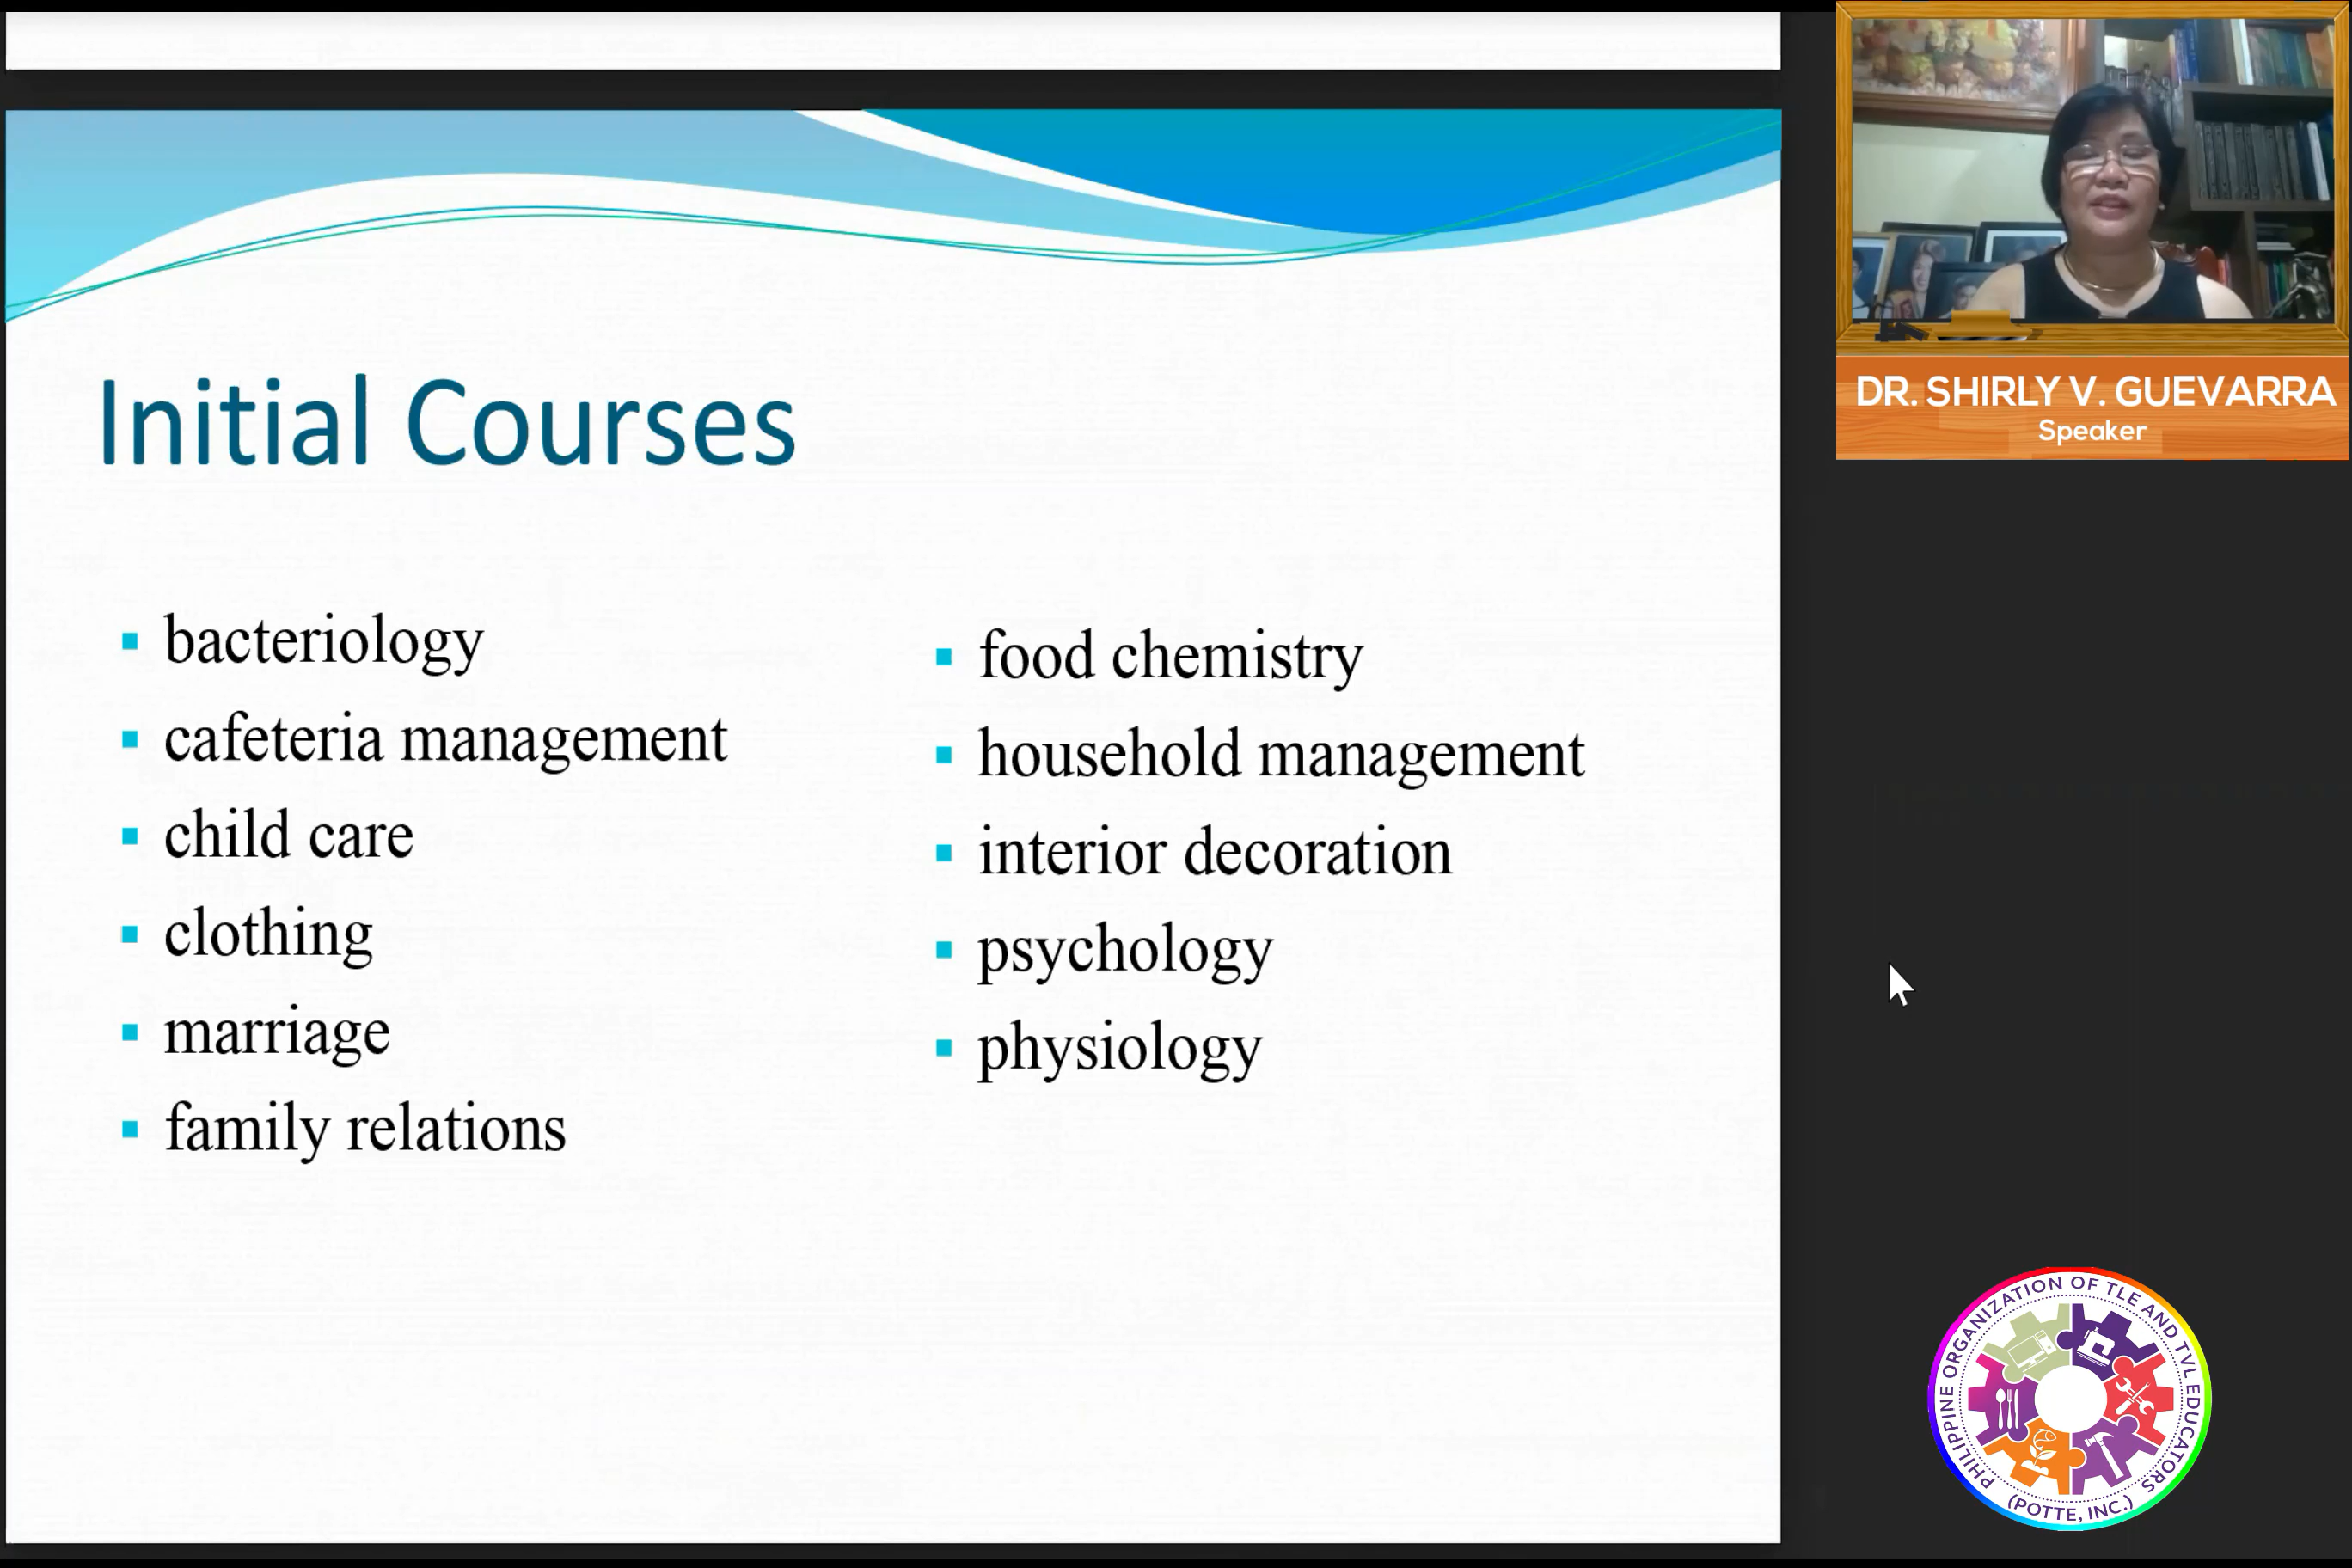 Initial Courses
bacteriology
cafeteria management
child care
clothing
marriage
family relations
food chemistry
household management
interior decoration
psychology
physiology
DR. SHIRLY V. GUEVARRA
Speaker
PHILIPPINE ORGANIZATION OF TLE AND TVL EDUCATORS
(POTTE, INC.)